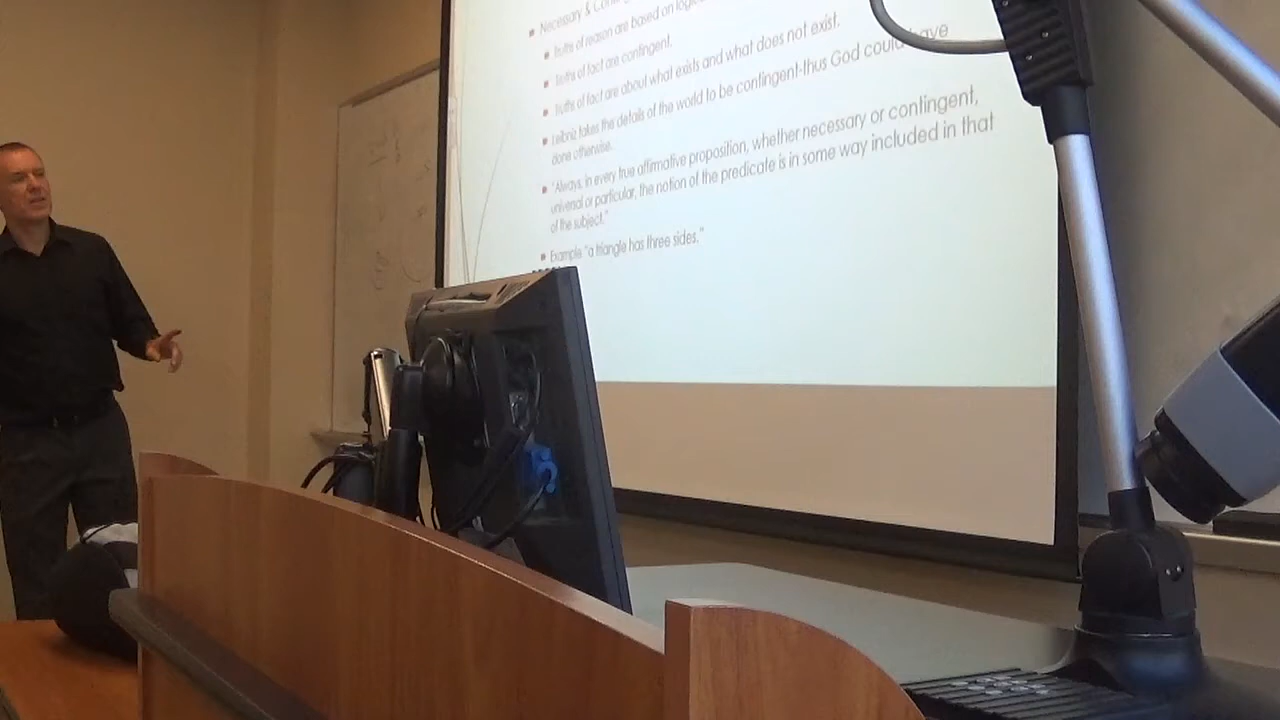 Necessary &
Truths of reason are based on
Truths of fact are contingent.
Truths of fact are about what exists and what does not exist.
Leibniz takes the details of the world to be contingent-thus God could have
done otherwise.
"Always, in every true affirmative proposition, whether necessary or contingent,
universal or particular, the notion of the predicate is in some way included in that
of the subject."
Example "a triangle has three sides."